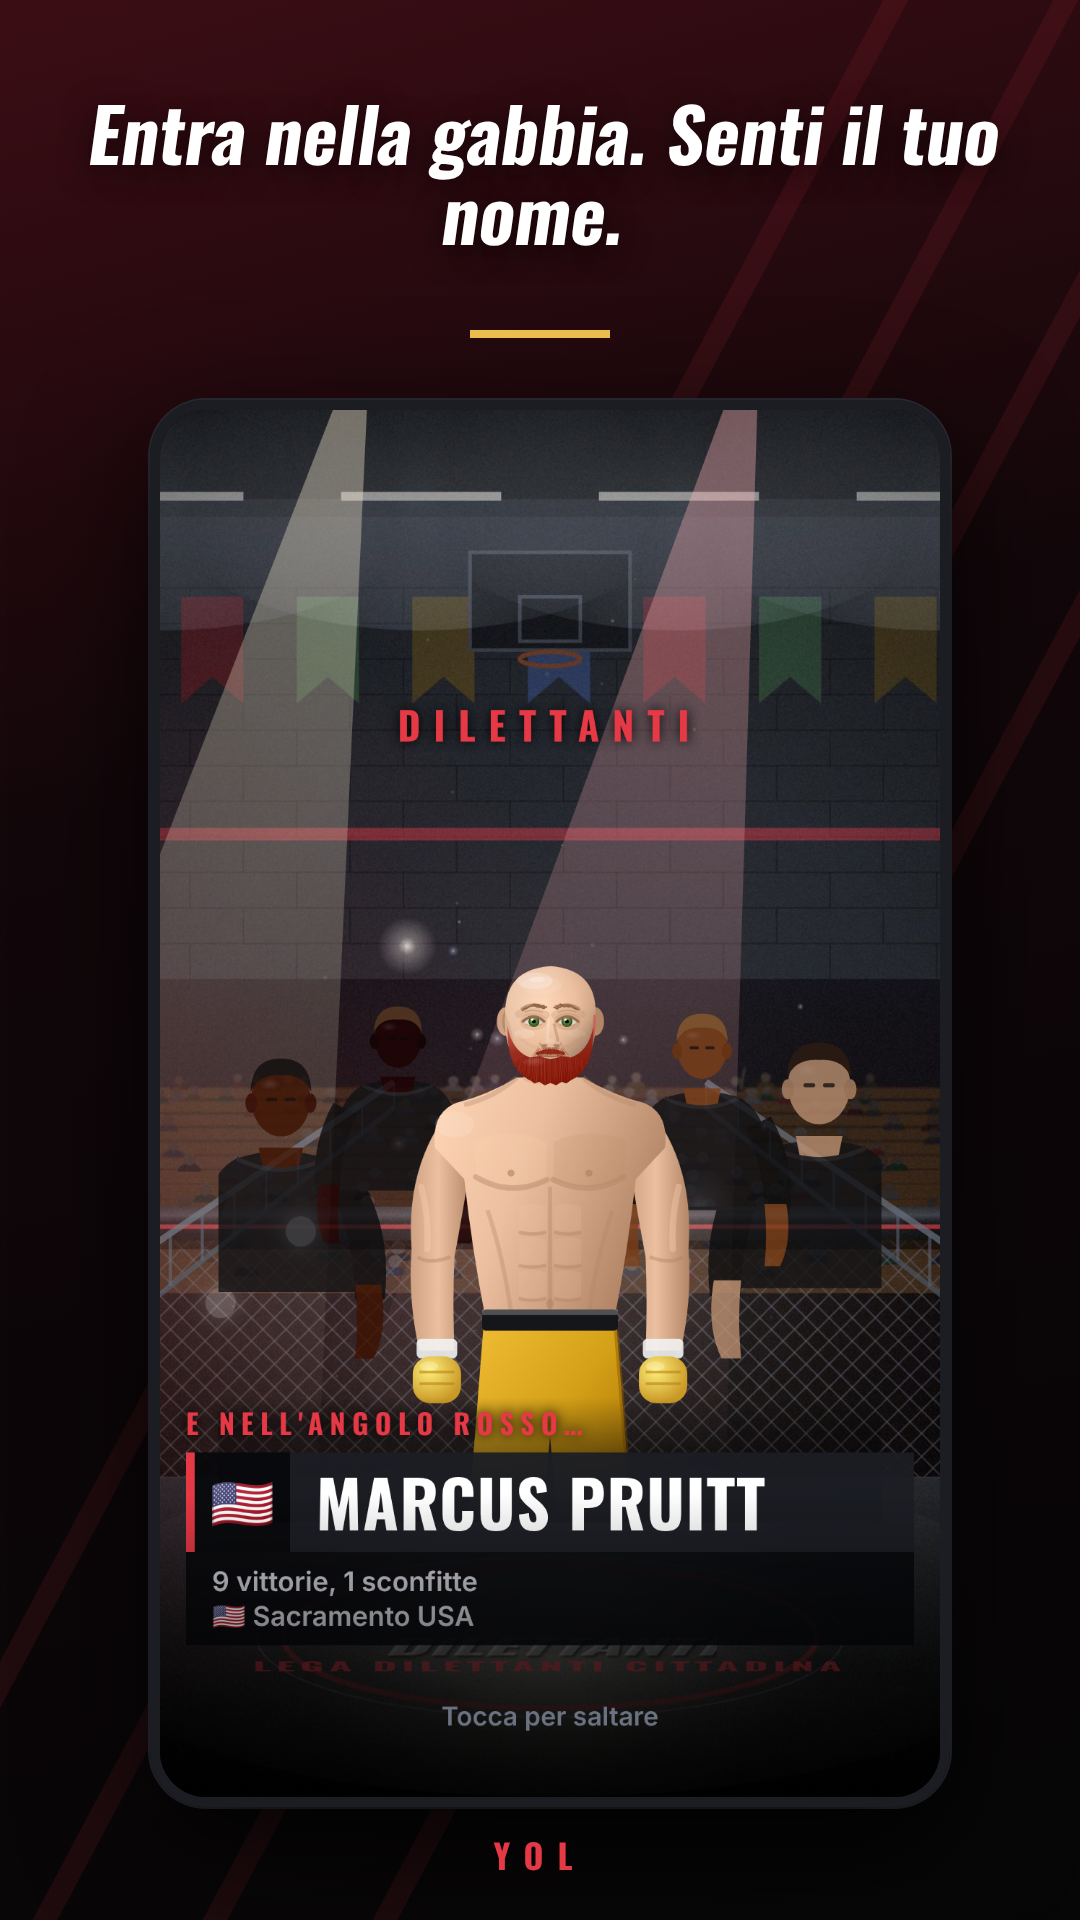 Entra nella gabbia. Senti il tuo
nome.
DILETTANTI
E NELL'ANGOLO ROSSO…
MARCUS PRUITT
9 vittorie, 1 sconfitte
Sacramento USA
DILETTANTI
LEGA DILETTANTI CITTADINA
Tocca per saltare
YOL